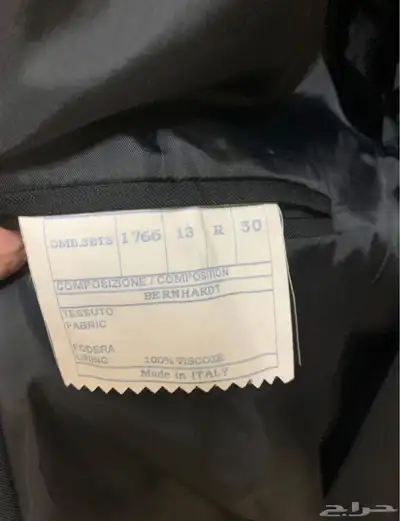 1766 13 R 50
COMPOSIZIONE / COMPOSITION
BERNHARDT
TESSUTO
FABRIC
FODERA
LINING 100% VISCOSE
Made in ITALY
حراج